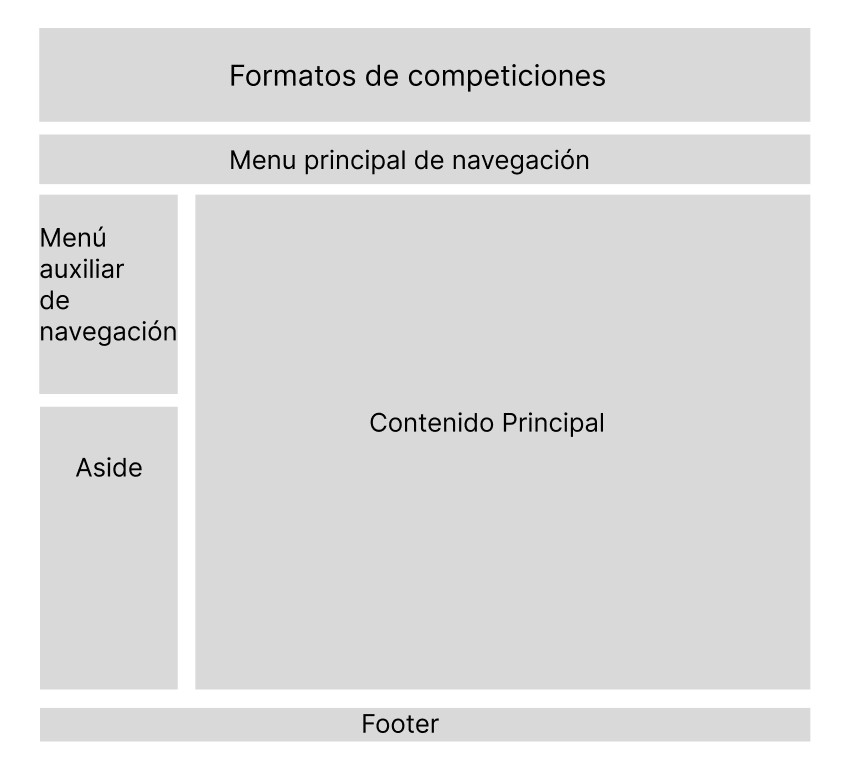 Formatos de competiciones
Menu principal de navegación
Menú
auxiliar
de
navegación
Contenido Principal
Aside
Footer